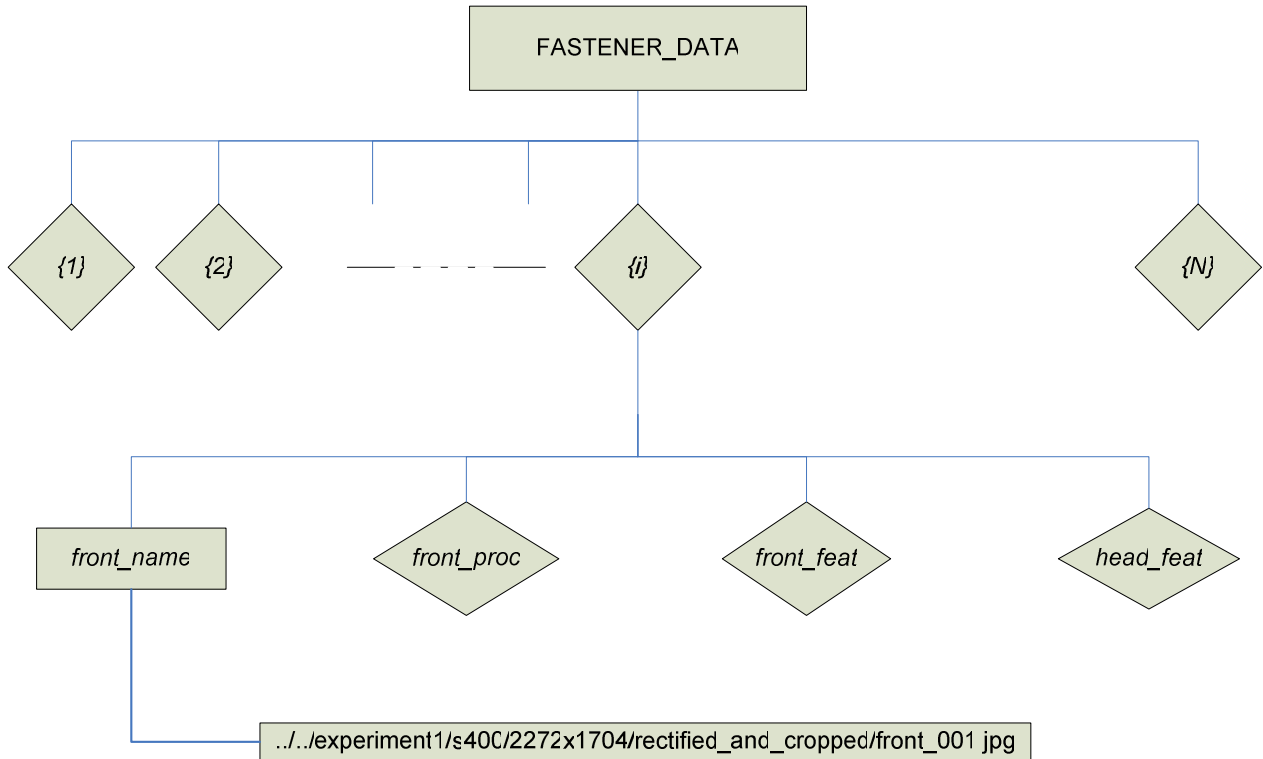 FASTENER_DATA
{1}
{2}
{i}
{N}
front_name
front_proc
front_feat
head_feat
../../experiment1/s400/2272x1704/rectified_and_cropped/front_001 jpg